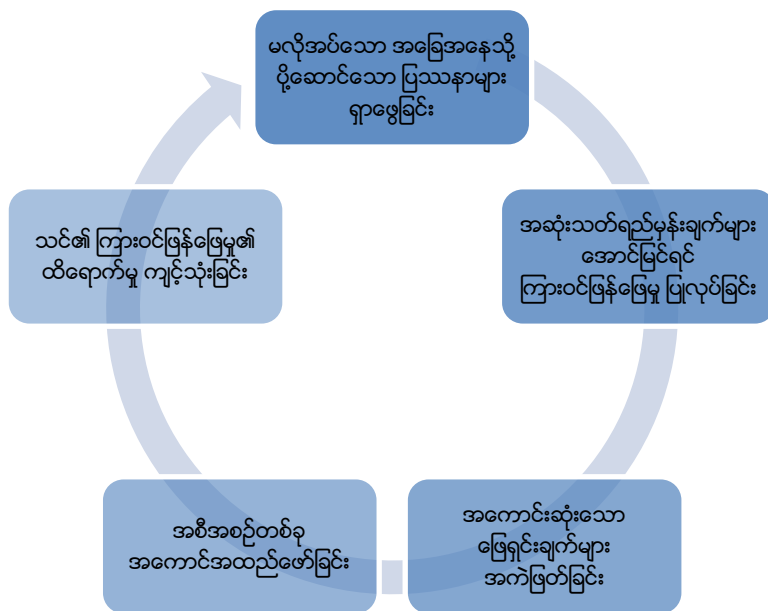 မလိုအပ်သော အခြေအနေသို့
ပို့ဆောင်သော ပြဿနာများ
ရှာဖွေခြင်း
အဆုံးသတ်ရည်မှန်းချက်များ
အောင်မြင်ရင်
ကြားဝင်ဖြန်ဖြေမှု ပြုလုပ်ခြင်း
အကောင်းဆုံးသော
ဖြေရှင်းချက်များ
အကဲဖြတ်ခြင်း
အစီအစဉ်တစ်ခု
အကောင်အထည်ဖော်ခြင်း
သင်၏ ကြားဝင်ဖြန်ဖြေမှု၏
ထိရောက်မှု ကျင့်သုံးခြင်း